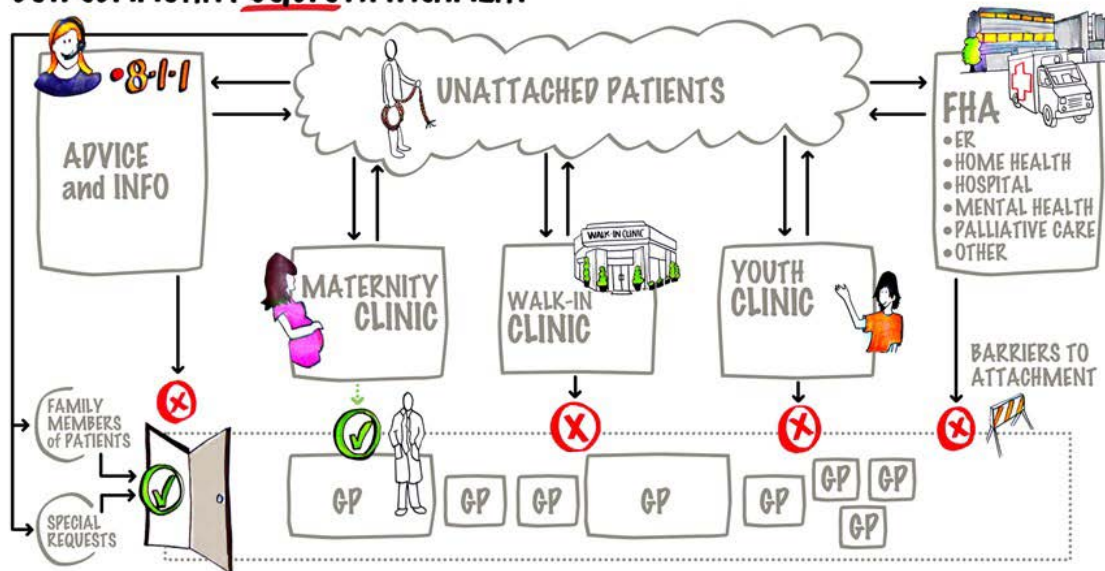 UNATTACHED PATIENTS
8-1-1
ADVICE
and INFO
FHA
• ER
• HOME HEALTH
• HOSPITAL
• MENTAL HEALTH
• PALLIATIVE CARE
• OTHER
MATERNITY
CLINIC
WALK-IN CLINIC
WALK-IN
CLINIC
YOUTH
CLINIC
BARRIERS TO
ATTACHMENT
FAMILY
MEMBERS
of PATIENTS
SPECIAL
REQUESTS
GP
GP
GP
GP
GP
GP
GP
GP